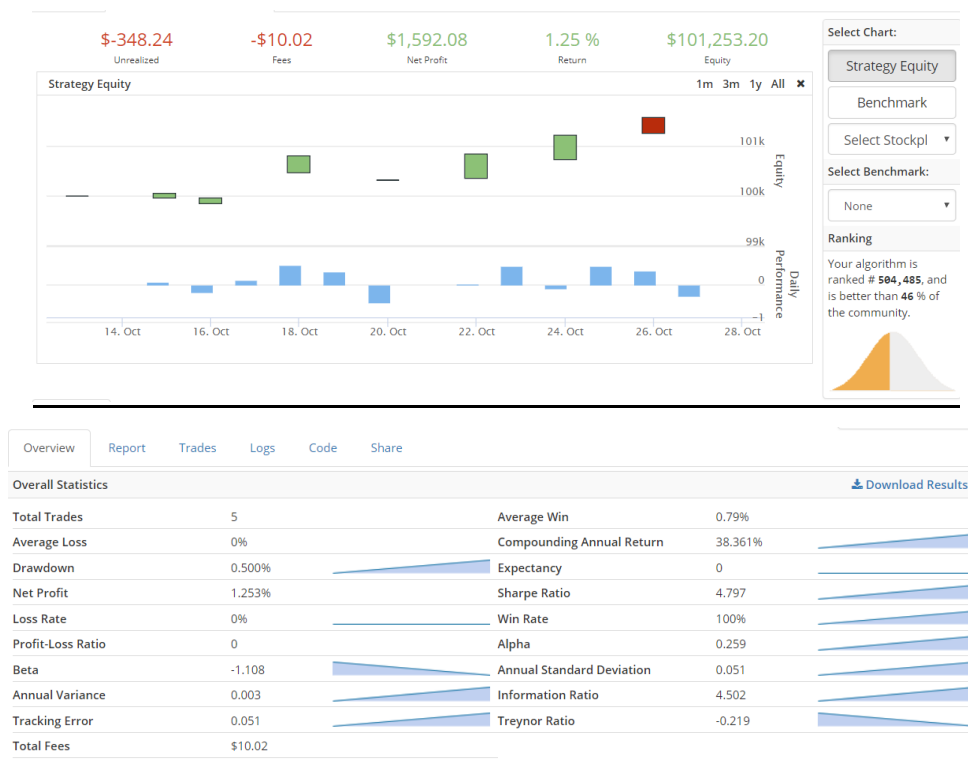 $-348.24 -$10.02 $1,592.08 1.25 % $101,253.20
Unrealized Fees Net Profit Return Equity
Strategy Equity 1m 3m 1y All ✖
101k
100k
99k
Equity
0
-1
Daily
Performance
14. Oct 16. Oct 18. Oct 20. Oct 22. Oct 24. Oct 26. Oct 28. Oct
Select Chart:
Strategy Equity
Benchmark
Select Stockpl
Select Benchmark:
None
Ranking
Your algorithm is
ranked # 504,485, and
is better than 46 % of
the community.
Overview Report Trades Logs Code Share
Overall Statistics Download Results
Total Trades 5 Average Win 0.79%
Average Loss 0% Compounding Annual Return 38.361%
Drawdown 0.500% Expectancy 0
Net Profit 1.253% Sharpe Ratio 4.797
Loss Rate 0% Win Rate 100%
Profit-Loss Ratio 0 Alpha 0.259
Beta -1.108 Annual Standard Deviation 0.051
Annual Variance 0.003 Information Ratio 4.502
Tracking Error 0.051 Treynor Ratio -0.219
Total Fees $10.02